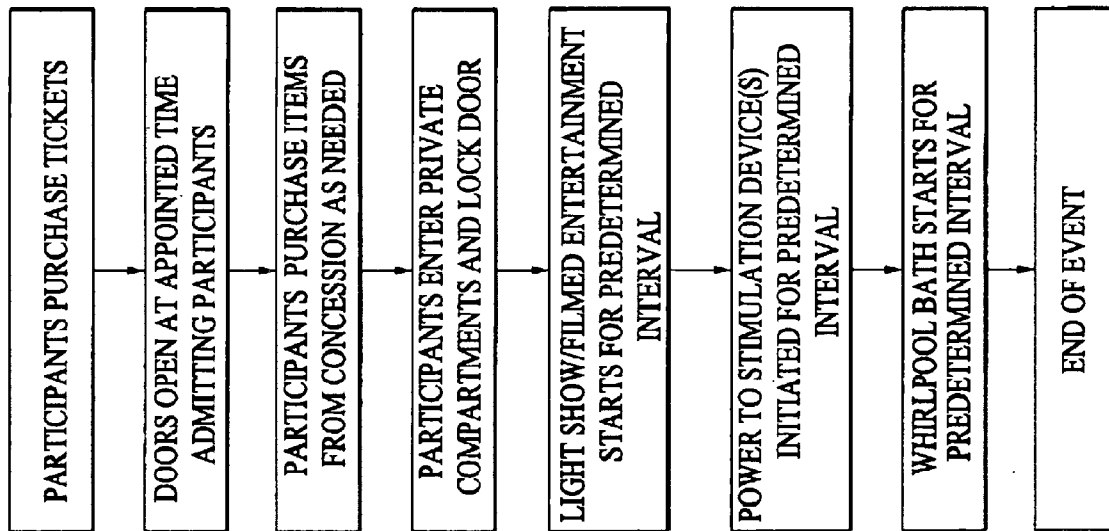 PARTICIPANTS PURCHASE TICKETS
DOORS OPEN AT APPOINTED TIME
ADMITTING PARTICIPANTS
PARTICIPANTS PURCHASE ITEMS
FROM CONCESSION AS NEEDED
PARTICIPANTS ENTER PRIVATE
COMPARTMENTS AND LOCK DOOR
LIGHT SHOW/FILMED ENTERTAINMENT
STARTS FOR PREDETERMINED
INTERVAL
POWER TO STIMULATION DEVICE(S)
INITIATED FOR PREDETERMINED
INTERVAL
WHIRLPOOL BATH STARTS FOR
PREDETERMINED INTERVAL
END OF EVENT